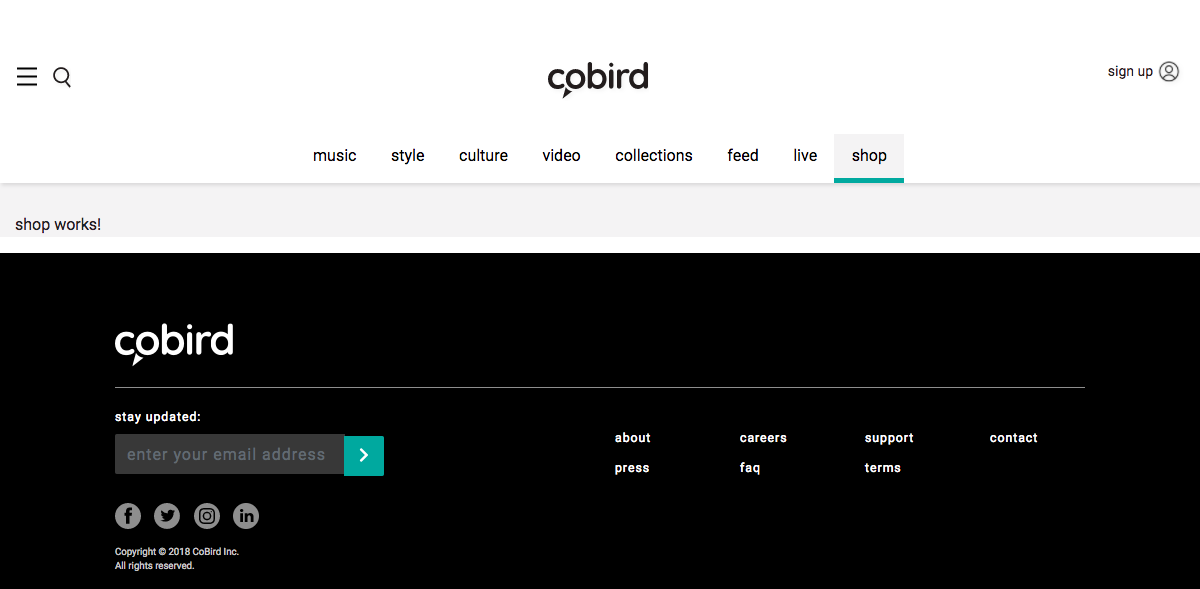 cobird
sign up
music style culture video collections feed live shop
shop works!
cobird
stay updated:
enter your email address
about careers support contact
press faq terms
Copyright © 2018 CoBird Inc.
All rights reserved.